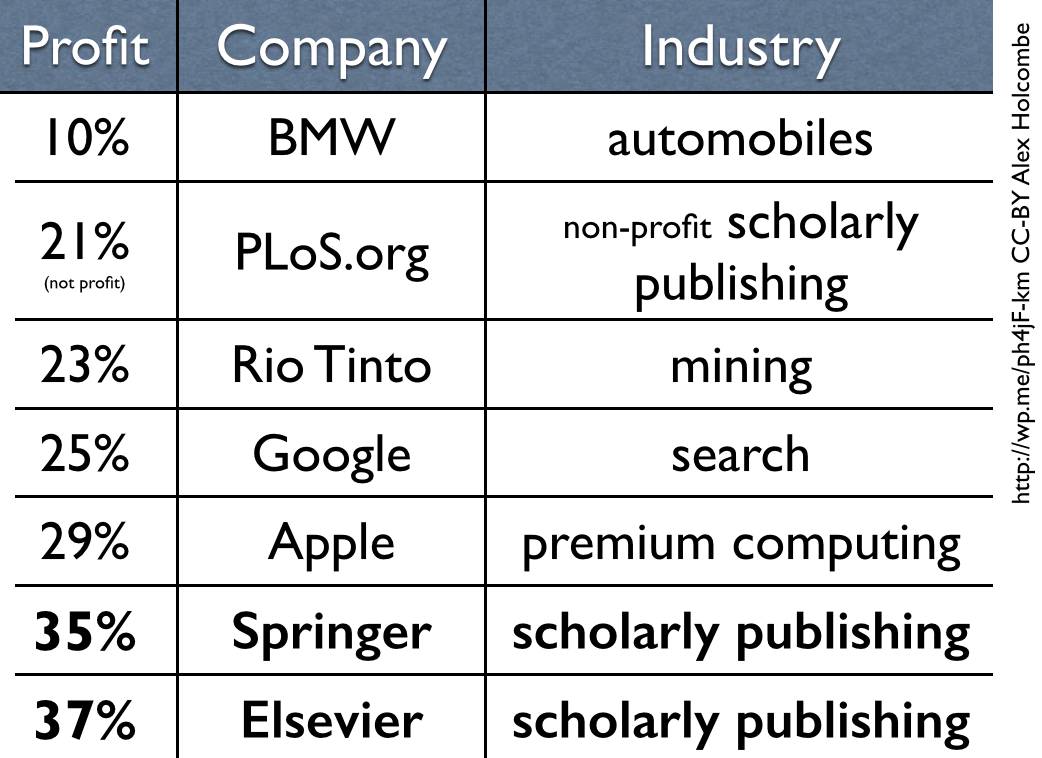 Profit Company Industry
10% BMW automobiles
21% (not profit) PLoS.org non-profit scholarly
publishing
23% Rio Tinto mining
25% Google search
29% Apple premium computing
35% Springer scholarly publishing
37% Elsevier scholarly publishing
http://wp.me/ph4jF-km CC-BY Alex Holcombe